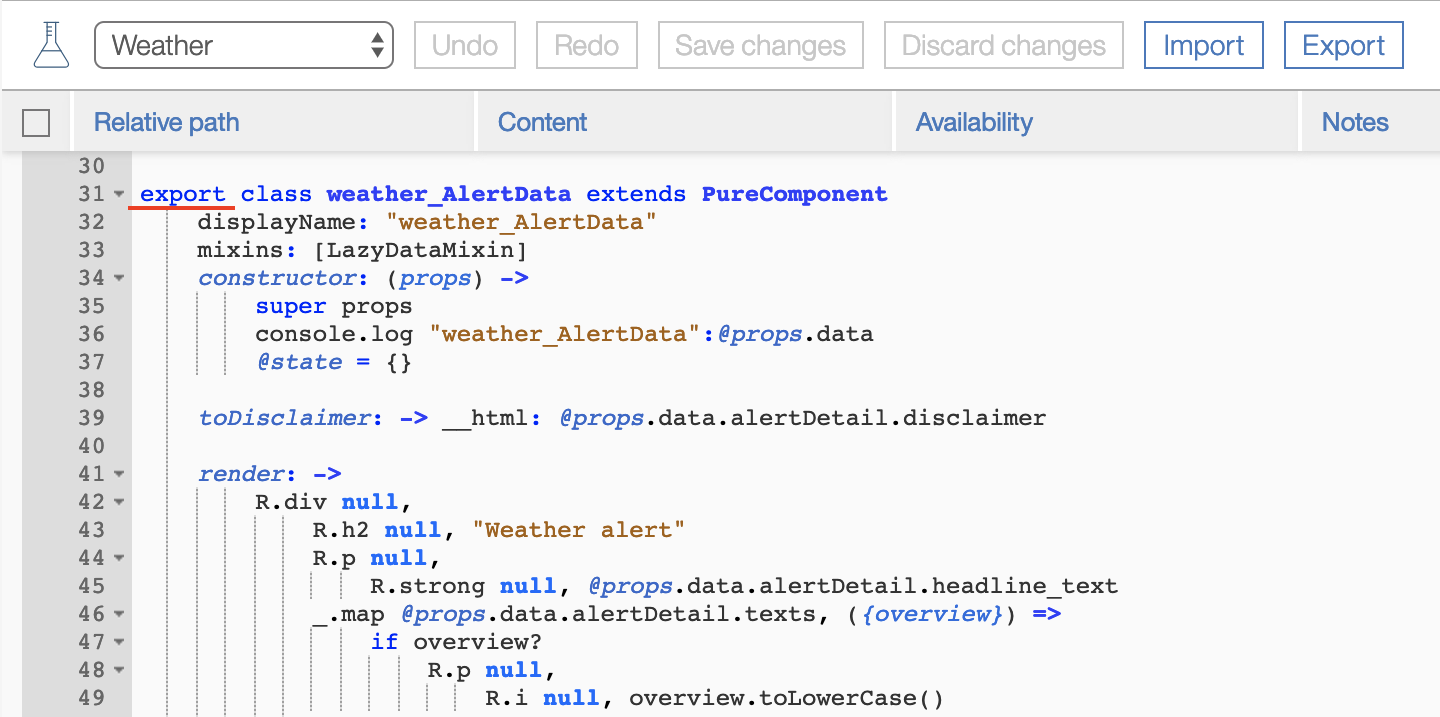 Weather Undo Redo Save changes Discard changes Import Export
Relative path Content Availability Notes
30
31 export class weather_AlertData extends PureComponent
32 displayName: "weather_AlertData"
33 mixins: [LazyDataMixin]
34 constructor: (props) ->
35 super props
36 console.log "weather_AlertData":@props.data
37 @state = {}
38
39 toDisclaimer: -> __html: @props.data.alertDetail.disclaimer
40
41 render: ->
42 R.div null,
43 R.h2 null, "Weather alert"
44 R.p null,
45 R.strong null, @props.data.alertDetail.headline_text
46 _.map @props.data.alertDetail.texts, ({overview}) =>
47 if overview?
48 R.p null,
49 R.i null, overview.toLowerCase()